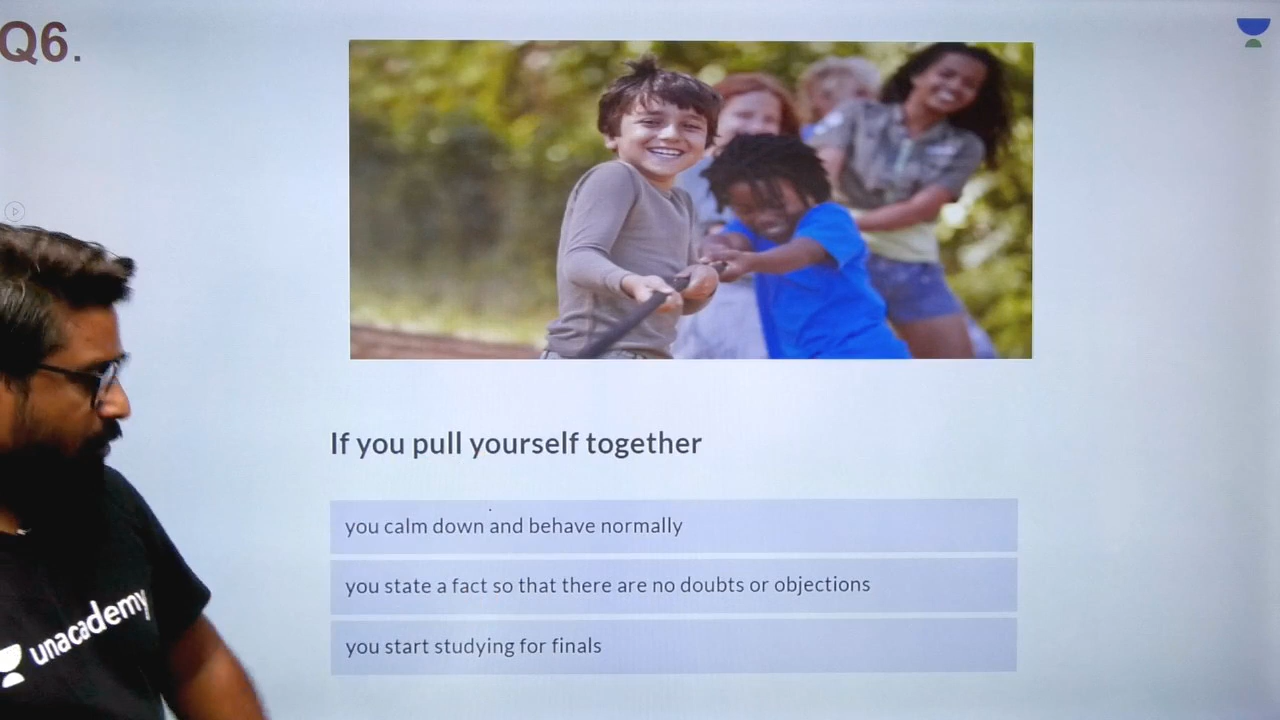 Q6.
If you pull yourself together
you calm down and behave normally
you state a fact so that there are no doubts or objections
you start studying for finals
unacademy